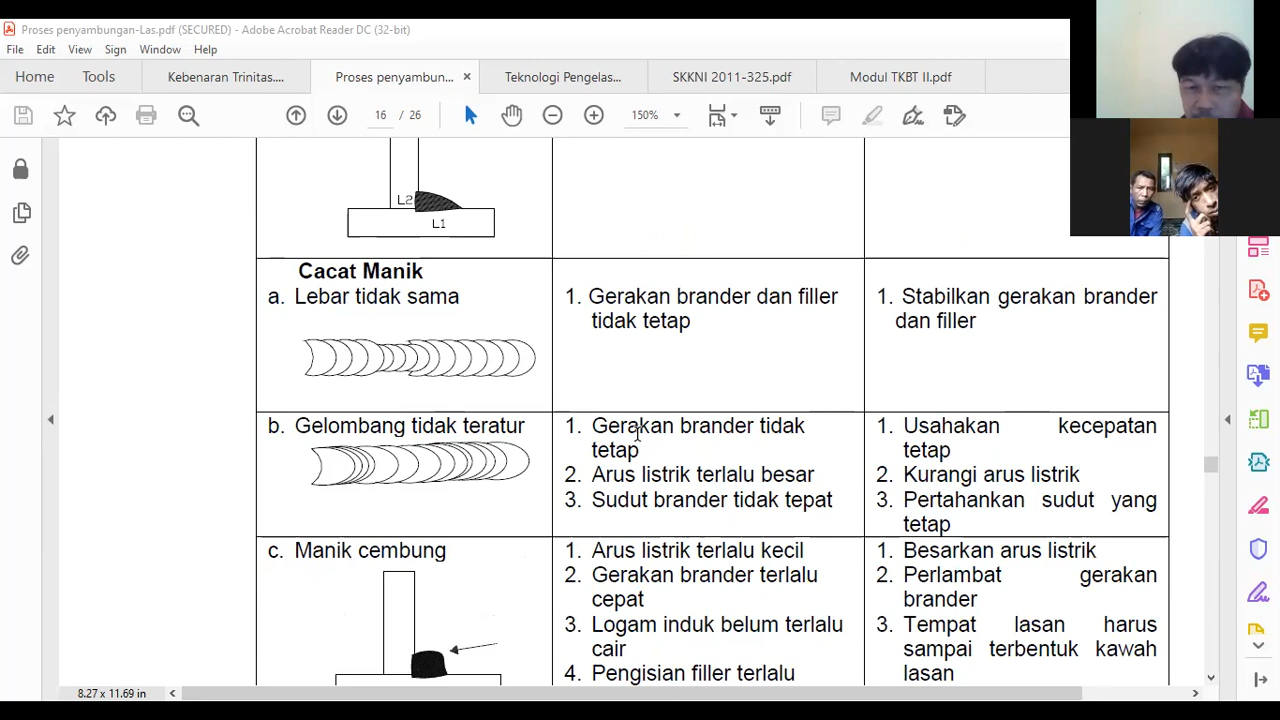 Proses penyambungan-Las.pdf (SECURED) - Adobe Acrobat Reader DC (32-bit)
File Edit View Sign Window Help
Home Tools Kebenaran Trinitas.... Proses penyambun... × Teknologi Pengelas... SKKNI 2011-325.pdf Modul TKBT II.pdf
16 / 26 150%
L2
L1
Cacat Manik
a. Lebar tidak sama
1. Gerakan brander dan filler
tidak tetap
1. Stabilkan gerakan brander
dan filler
b. Gelombang tidak teratur
1. Gerakan brander tidak
tetap
2. Arus listrik terlalu besar
3. Sudut brander tidak tepat
1. Usahakan kecepatan
tetap
2. Kurangi arus listrik
3. Pertahankan sudut yang
tetap
c. Manik cembung
1. Arus listrik terlalu kecil
2. Gerakan brander terlalu
cepat
3. Logam induk belum terlalu
cair
4. Pengisian filler terlalu
1. Besarkan arus listrik
2. Perlambat gerakan
brander
3. Tempat lasan harus
sampai terbentuk kawah
lasan
8.27 x 11.69 in